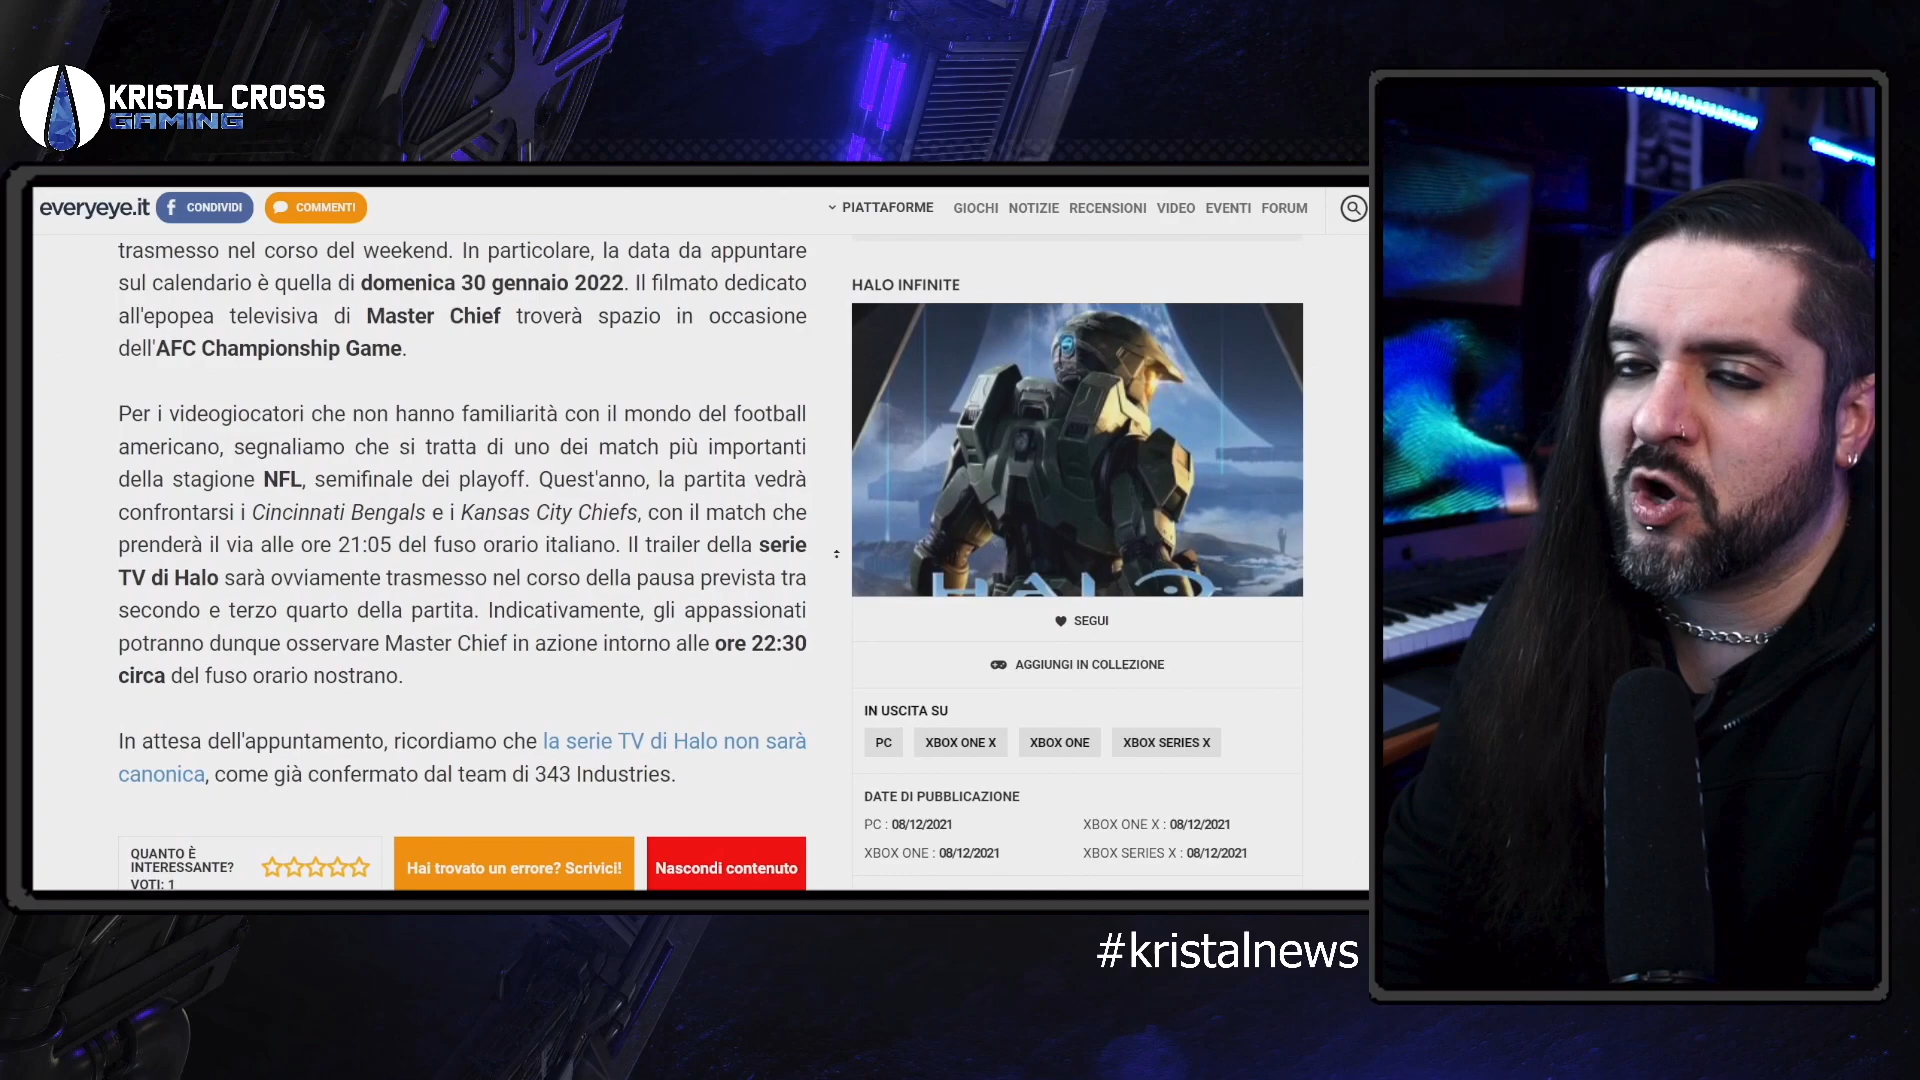 KRISTAL CROSS
GAMING
everyeye.it
CONDIVIDI
COMMENTI
PIATTAFORME
GIOCHI
NOTIZIE
RECENSIONI
VIDEO
EVENTI
FORUM
trasmesso nel corso del weekend. In particolare, la data da appuntare
sul calendario è quella di domenica 30 gennaio 2022. Il filmato dedicato
all'epopea televisiva di Master Chief troverà spazio in occasione
dell'AFC Championship Game.
Per i videogiocatori che non hanno familiarità con il mondo del football
americano, segnaliamo che si tratta di uno dei match più importanti
della stagione NFL, semifinale dei playoff. Quest'anno, la partita vedrà
confrontarsi i Cincinnati Bengals e i Kansas City Chiefs, con il match che
prenderà il via alle ore 21:05 del fuso orario italiano. Il trailer della serie
TV di Halo sarà ovviamente trasmesso nel corso della pausa prevista tra
secondo e terzo quarto della partita. Indicativamente, gli appassionati
potranno dunque osservare Master Chief in azione intorno alle ore 22:30
circa del fuso orario nostrano.
In attesa dell'appuntamento, ricordiamo che la serie TV di Halo non sarà
canonica, come già confermato dal team di 343 Industries.
QUANTO È
INTERESSANTE?
VOTI: 1
Hai trovato un errore? Scrivici!
Nascondi contenuto
HALO INFINITE
HALO
SEGUI
AGGIUNGI IN COLLEZIONE
IN USCITA SU
PC
XBOX ONE X
XBOX ONE
XBOX SERIES X
DATE DI PUBBLICAZIONE
PC : 08/12/2021
XBOX ONE X : 08/12/2021
XBOX ONE : 08/12/2021
XBOX SERIES X : 08/12/2021
#kristalnews